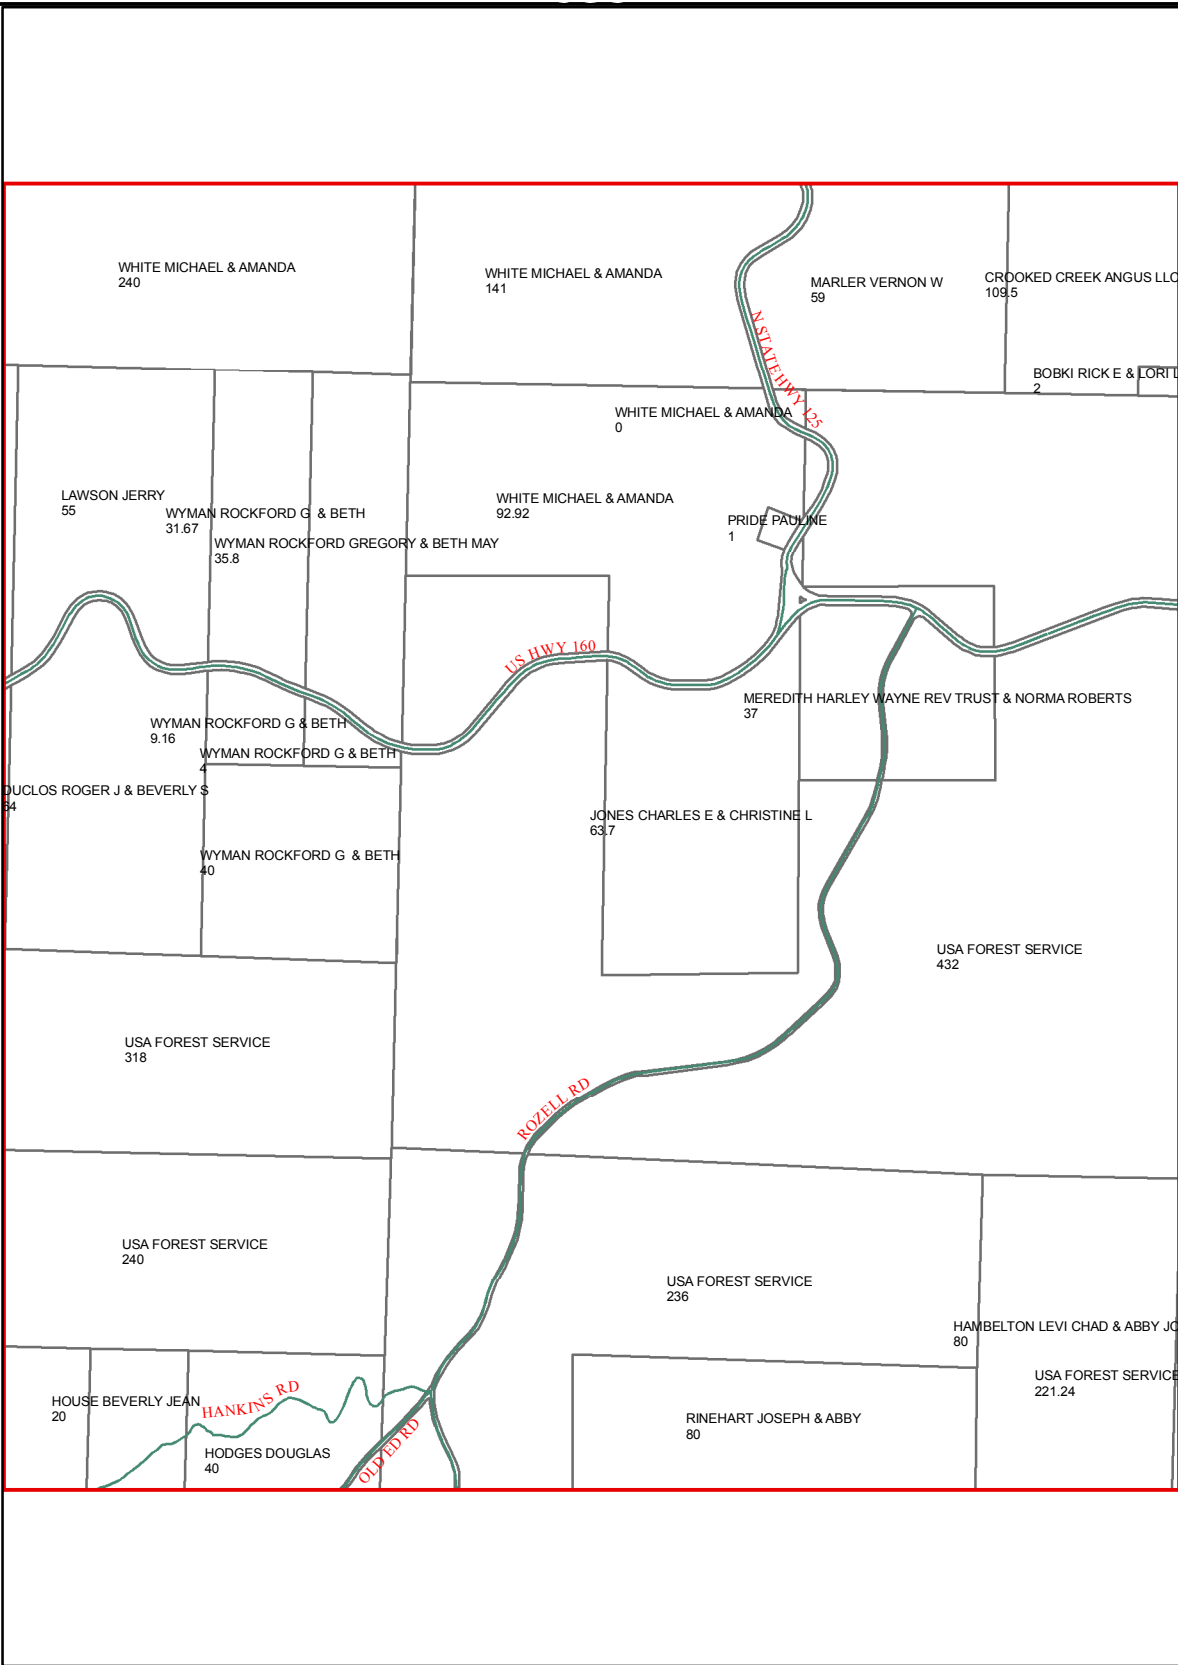 WHITE MICHAEL & AMANDA
240
WHITE MICHAEL & AMANDA
141
MARLER VERNON W
59
CROOKED CREEK ANGUS LLC
109.5
N STATE HWY 125
BOBKI RICK E & LORI L
2
WHITE MICHAEL & AMANDA
0
LAWSON JERRY
55
WYMAN ROCKFORD G & BETH
31.67
WYMAN ROCKFORD GREGORY & BETH MAY
35.8
WHITE MICHAEL & AMANDA
92.92
PRIDE PAULINE
1
US HWY 160
MEREDITH HARLEY WAYNE REV TRUST & NORMA ROBERTS
37
WYMAN ROCKFORD G & BETH
9.16
WYMAN ROCKFORD G & BETH
4
DUCLOS ROGER J & BEVERLY S
64
JONES CHARLES E & CHRISTINE L
63.7
WYMAN ROCKFORD G & BETH
40
USA FOREST SERVICE
432
USA FOREST SERVICE
318
ROZELL RD
USA FOREST SERVICE
240
USA FOREST SERVICE
236
HAMBELTON LEVI CHAD & ABBY JO
80
USA FOREST SERVICE
221.24
HOUSE BEVERLY JEAN
20
HANKINS RD
RINEHART JOSEPH & ABBY
80
HODGES DOUGLAS
40
OLD ED RD